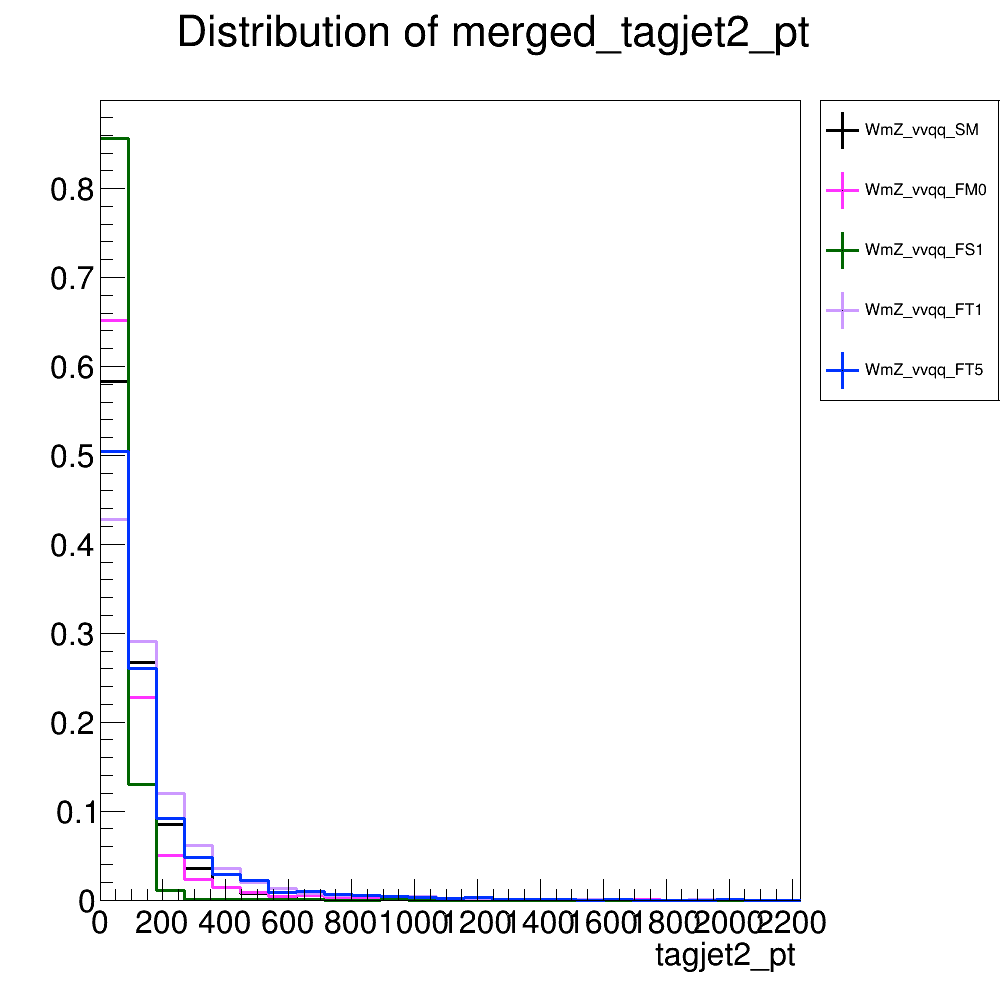 Distribution of merged_tagjet2_pt
WmZ_vvqq_SM
WmZ_vvqq_FM0
WmZ_vvqq_FS1
WmZ_vvqq_FT1
WmZ_vvqq_FT5
0.8
0.7
0.6
0.5
0.4
0.3
0.2
0.1
0
0 200 400 600 800 1000 1200 1400 1600 1800 2000 2200
tagjet2_pt